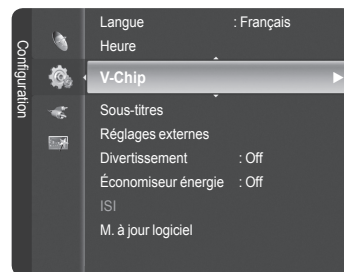 Configuration
Langue : Français
Heure
V-Chip
Sous-titres
Réglages externes
Divertissement : Off
Économiseur énergie : Off
ISI
M. à jour logiciel